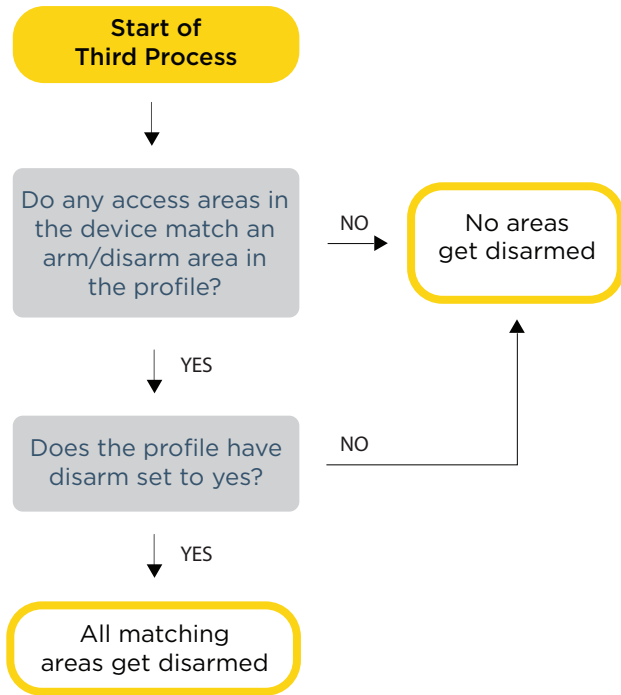 Start of
Third Process
Do any access areas in
the device match an
arm/disarm area in
the profile?
NO
No areas
get disarmed
YES
Does the profile have
disarm set to yes?
NO
YES
All matching
areas get disarmed